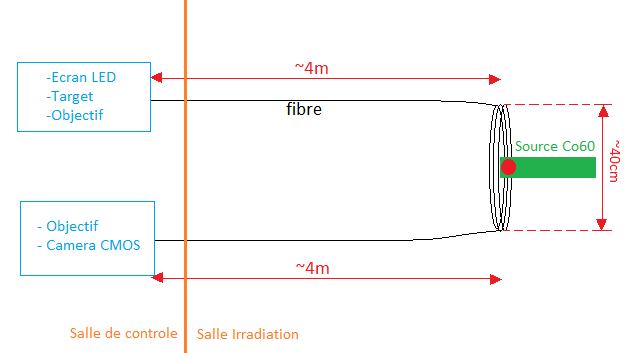 ~4m
-Ecran LED
-Target
-Objectif
fibre
Source Co60
~40cm
- Objectif
- Camera CMOS
~4m
Salle de controle
Salle Irradiation